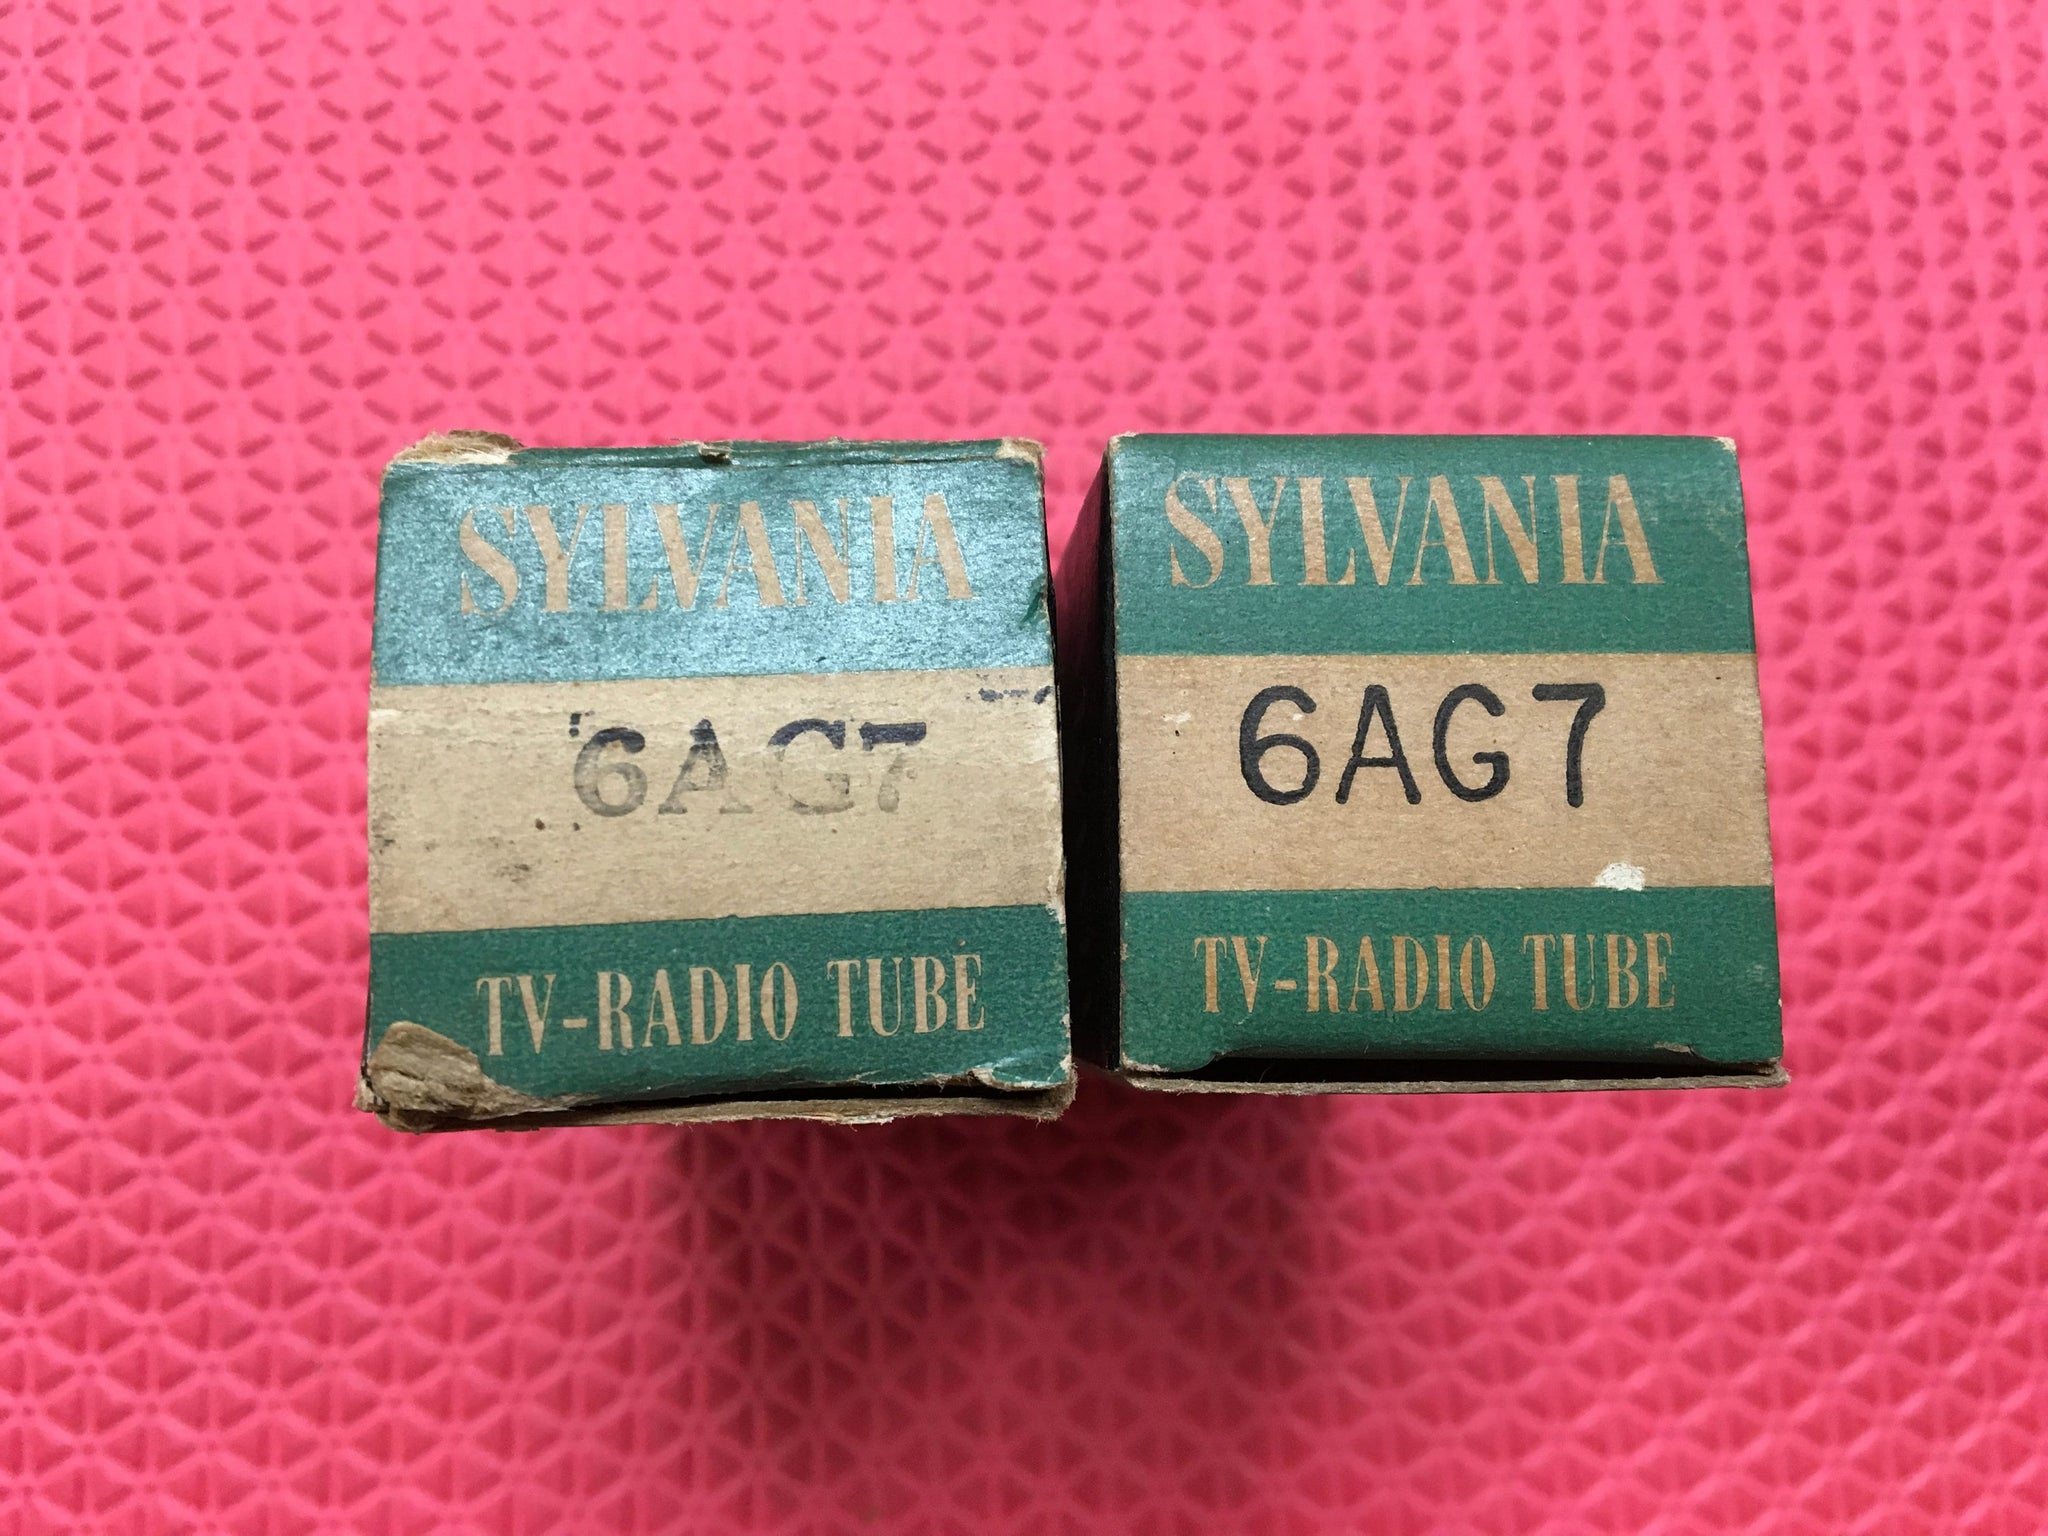 SYLVANIA
6AG7
TV-RADIO TUBE
SYLVANIA
6AG7
TV-RADIO TUBE